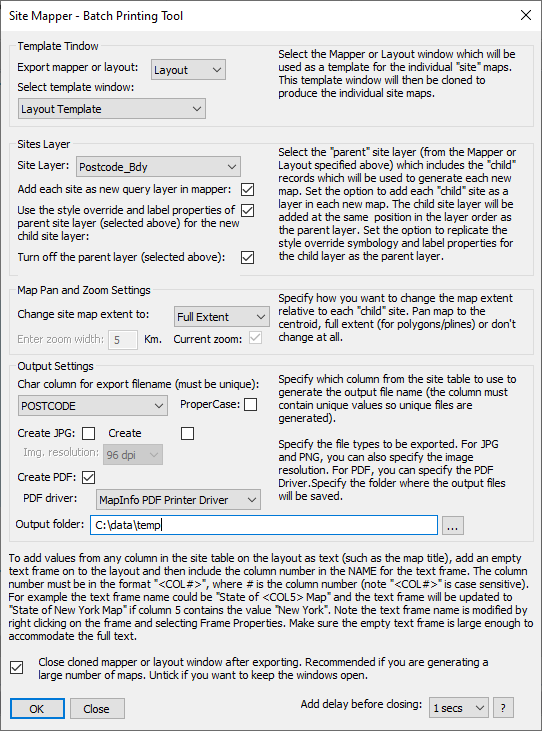 Site Mapper - Batch Printing Tool
Template Tindow
Export mapper or layout:
Layout
Select template window:
Layout Template
Select the Mapper or Layout window which will be
used as a template for the individual "site" maps.
This template window will then be cloned to
produce the individual site maps.
Sites Layer
Site Layer:
Postcode_Bdy
Add each site as new query layer in mapper:
Use the style override and label properties of
parent site layer (selected above) for the new
child site layer:
Turn off the parent layer (selected above):
Select the "parent" site layer (from the Mapper or
Layout specified above) which includes the "child"
records which will be used to generate each new
map. Set the option to add each "child" site as a
layer in each new map. The child site layer will be
added at the same position in the layer order as
the parent layer. Set the option to replicate the
style override symbology and label properties for
the child layer as the parent layer.
Map Pan and Zoom Settings
Change site map extent to:
Full Extent
Enter zoom width:
5
Km.
Current zoom:
Specify how you want to change the map extent
relative to each "child" site. Pan map to the
centroid, full extent (for polygons/plines) or don't
change at all.
Output Settings
Char column for export filename (must be unique):
POSTCODE
ProperCase:
Create JPG:
Create
Img. resolution:
96 dpi
Create PDF:
PDF driver:
MapInfo PDF Printer Driver
Specify which column from the site table to use to
generate the output file name (the column must
contain unique values so unique files are
generated).
Specify the file types to be exported. For JPG
and PNG, you can also specify the image
resolution. For PDF, you can specify the PDF
Driver.Specify the folder where the output files
will be saved.
Output folder:
C:\data\temp
...
To add values from any column in the site table on the layout as text (such as the map title), add an empty
text frame on to the layout and then include the column number in the NAME for the text frame. The column
number must be in the format "<COL#>", where # is the column number (note "<COL#>" is case sensitive).
For example the text frame name could be "State of <COL5> Map" and the text frame will be updated to
"State of New York Map" if column 5 contains the value "New York". Note the text frame name is modified by
right clicking on the frame and selecting Frame Properties. Make sure the empty text frame is large enough to
accommodate the full text.
Close cloned mapper or layout window after exporting. Recommended if you are generating a
large number of maps. Untick if you want to keep the windows open.
OK
Close
Add delay before closing:
1 secs
?